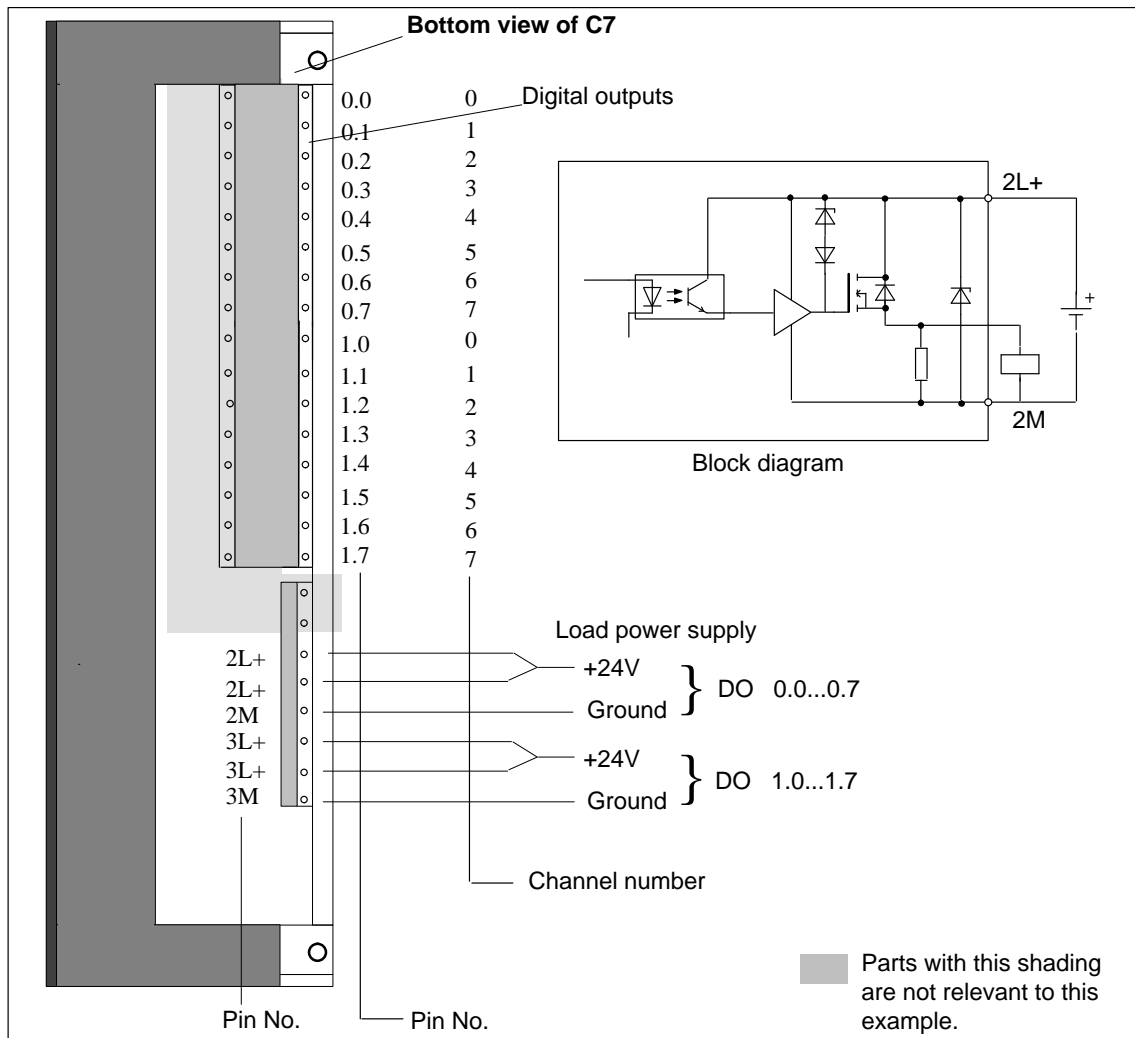 Bottom view of C7
Digital outputs
0.0 0
0.1 1
0.2 2
0.3 3
0.4 4
0.5 5
0.6 6
0.7 7
1.0 0
1.1 1
1.2 2
1.3 3
1.4 4
1.5 5
1.6 6
1.7 7
2L+
+
2M
Block diagram
Load power supply
2L+
2L+
2M
3L+
3L+
3M
+24V
Ground
} DO 0.0...0.7
+24V
Ground
} DO 1.0...1.7
Channel number
Pin No.
Pin No.
Parts with this shading
are not relevant to this
example.